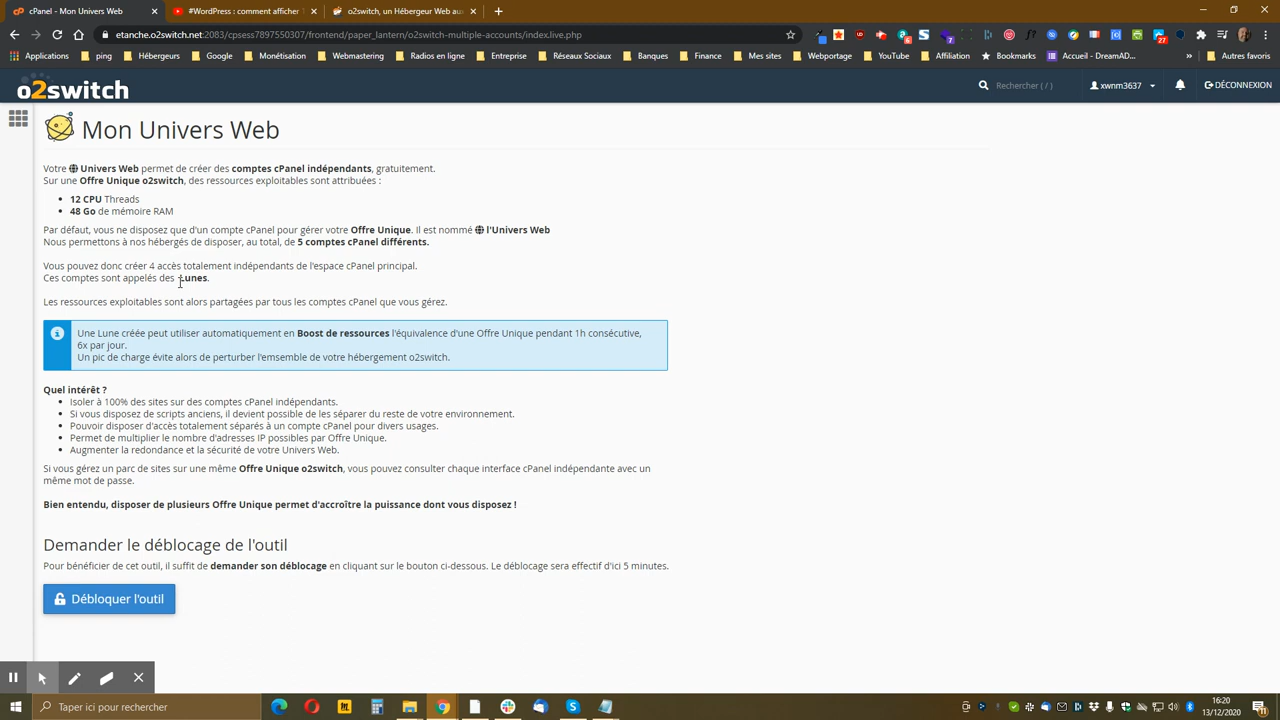 cPanel - Mon Univers Web
#WordPress : comment afficher
o2switch, un Hébergeur Web aux
etanche.o2switch.net:2083/cpsess7897550307/frontend/paper_lantern/o2switch-multiple-accounts/index.live.php
Applications
ping
Hébergeurs
Google
Monétisation
Webmastering
Radios en ligne
Entreprise
Réseaux Sociaux
Banques
Finance
Mes sites
Webportage
YouTube
Affiliation
Bookmarks
Accueil - DreamAD...
»
Autres favoris
o2switch
Rechercher ( / )
xwnm3637
DÉCONNEXION
Mon Univers Web
Votre Univers Web permet de créer des comptes cPanel indépendants, gratuitement.
Sur une Offre Unique o2switch, des ressources exploitables sont attribuées :
• 12 CPU Threads
• 48 Go de mémoire RAM
Par défaut, vous ne disposez que d'un compte cPanel pour gérer votre Offre Unique. Il est nommé l'Univers Web
Nous permettons à nos hébergés de disposer, au total, de 5 comptes cPanel différents.
Vous pouvez donc créer 4 accès totalement indépendants de l'espace cPanel principal.
Ces comptes sont appelés des Lunes.
Les ressources exploitables sont alors partagées par tous les comptes cPanel que vous gérez.
Une Lune créée peut utiliser automatiquement en Boost de ressources l'équivalence d'une Offre Unique pendant 1h consécutive,
6x par jour.
Un pic de charge évite alors de perturber l'emsemble de votre hébergement o2switch.
Quel intérêt ?
• Isoler à 100% des sites sur des comptes cPanel indépendants.
• Si vous disposez de scripts anciens, il devient possible de les séparer du reste de votre environnement.
• Pouvoir disposer d'accès totalement séparés à un compte cPanel pour divers usages.
• Permet de multiplier le nombre d'adresses IP possibles par Offre Unique.
• Augmenter la redondance et la sécurité de votre Univers Web.
Si vous gérez un parc de sites sur une même Offre Unique o2switch, vous pouvez consulter chaque interface cPanel indépendante avec un
même mot de passe.
Bien entendu, disposer de plusieurs Offre Unique permet d'accroître la puissance dont vous disposez !
Demander le déblocage de l'outil
Pour bénéficier de cet outil, il suffit de demander son déblocage en cliquant sur le bouton ci-dessous. Le déblocage sera effectif d'ici 5 minutes.
Débloquer l'outil
Taper ici pour rechercher
16:20
13/12/2020